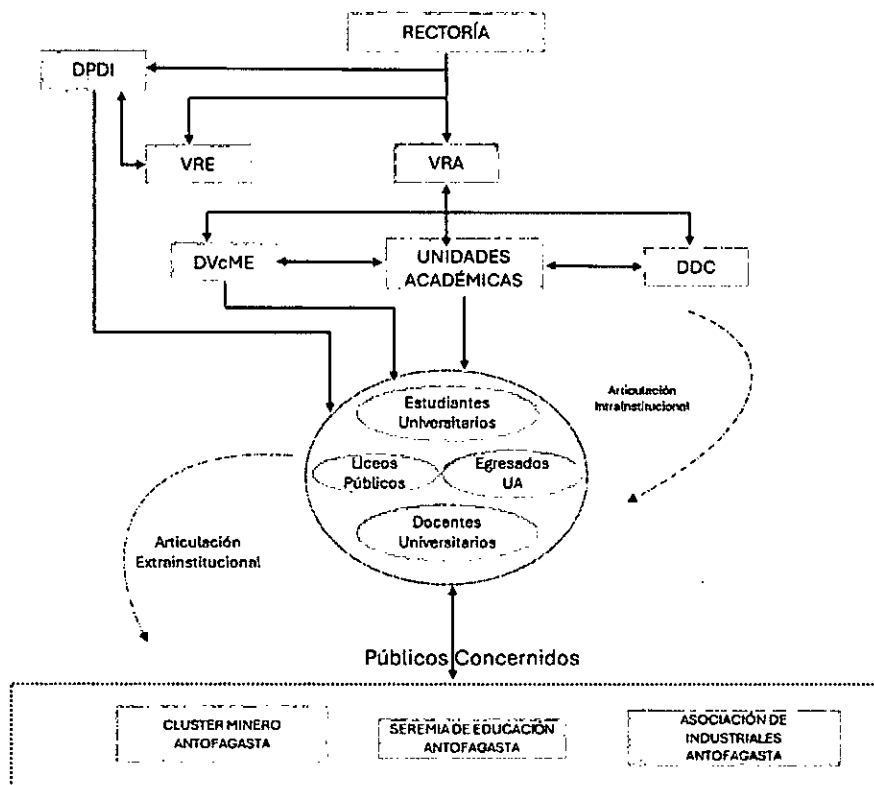 RECTORÍA
DPDI
VRE
VRA
DVcME
UNIDADES
ACADÉMICAS
DDC
Articulación
Intrainstitucional
Estudiantes
Universitarios
Liceos
Públicos
Egresados
UA
Docentes
Universitarios
Articulación
Extrainstitucional
Públicos Concernidos
CLUSTER MINERO
ANTOFAGASTA
SEREMIA DE EDUCACIÓN
ANTOFAGASTA
ASOCIACIÓN DE
INDUSTRIALES
ANTOFAGASTA